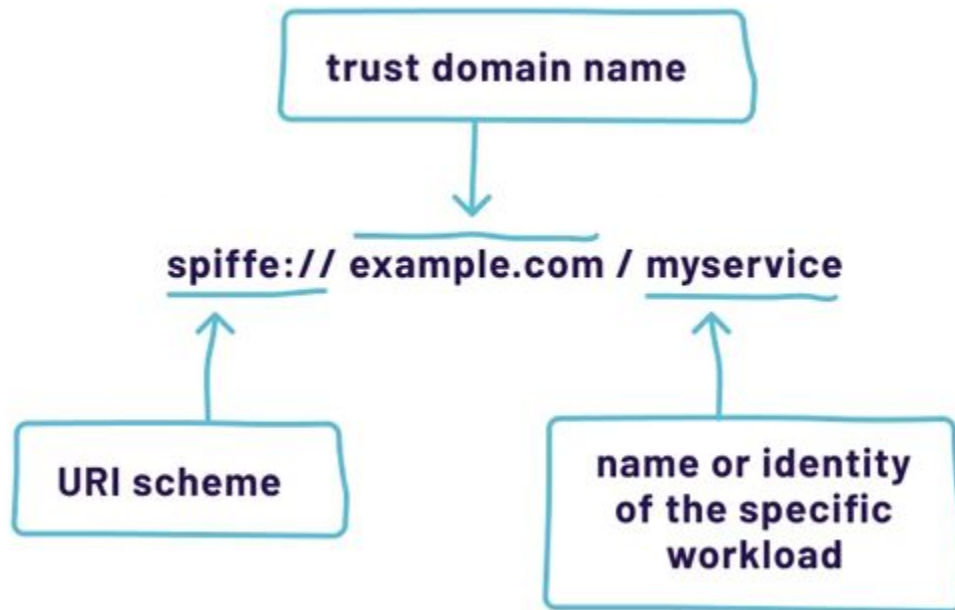 trust domain name
spiffe:// example.com / myservice
URI scheme
name or identity
of the specific
workload